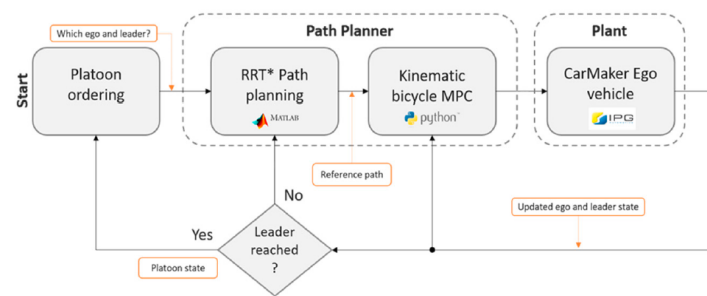 Which ego and leader?
Path Planner
Plant
Start
Platoon
ordering
RRT* Path
planning
MATLAB
Kinematic
bicycle MPC
python
CarMaker Ego
vehicle
IPG
Reference path
No
Updated ego and leader state
Yes
Leader
reached
?
Platoon state